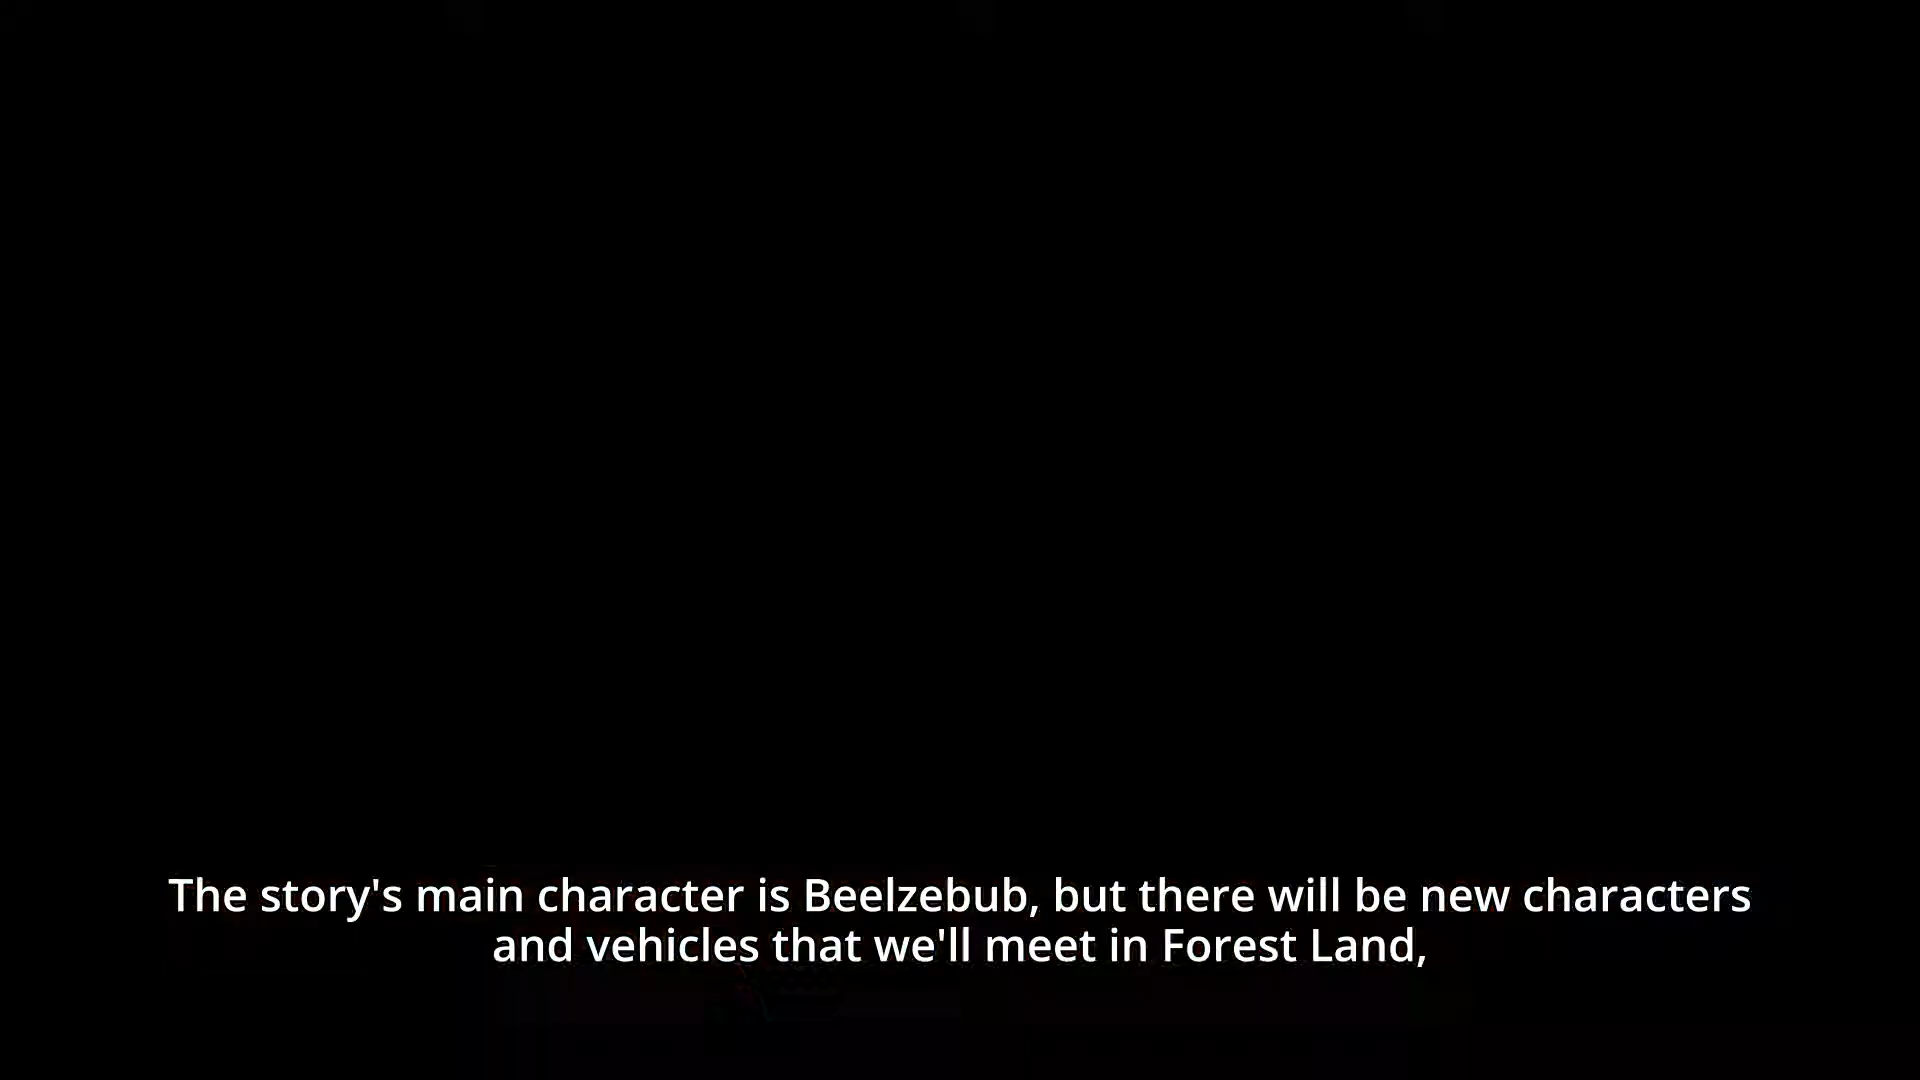 The story's main character is Beelzebub, but there will be new characters
and vehicles that we'll meet in Forest Land,